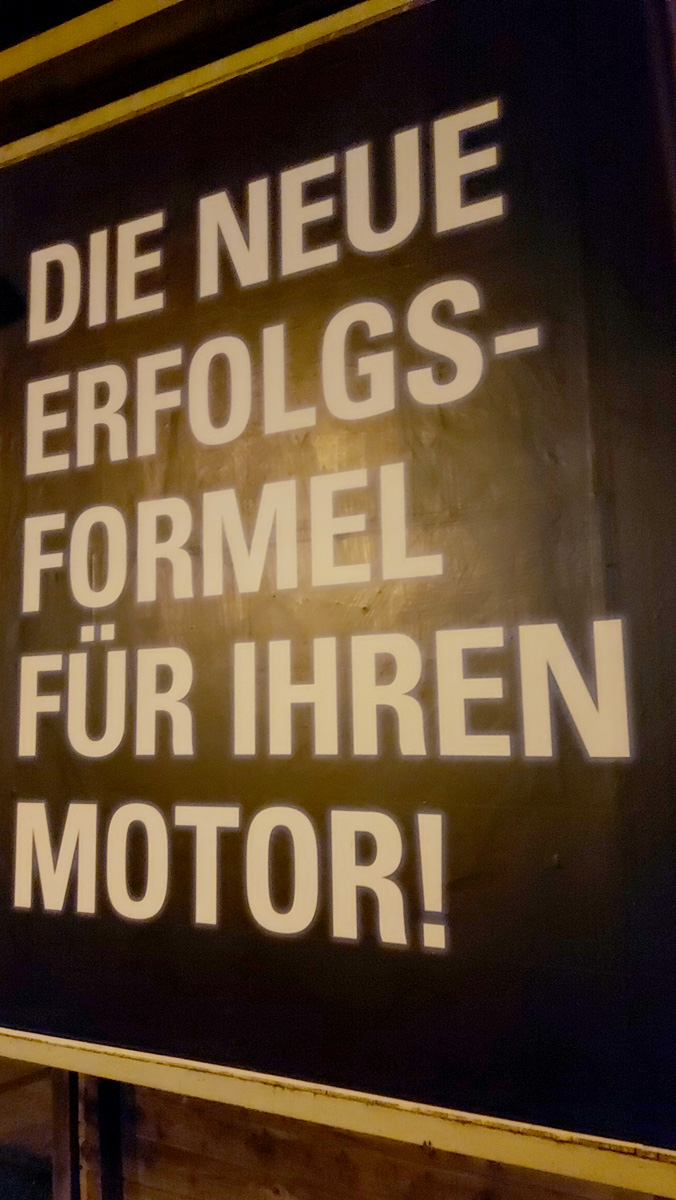 DIE NEUE
ERFOLGS-
FORMEL
FÜR IHREN
MOTOR!